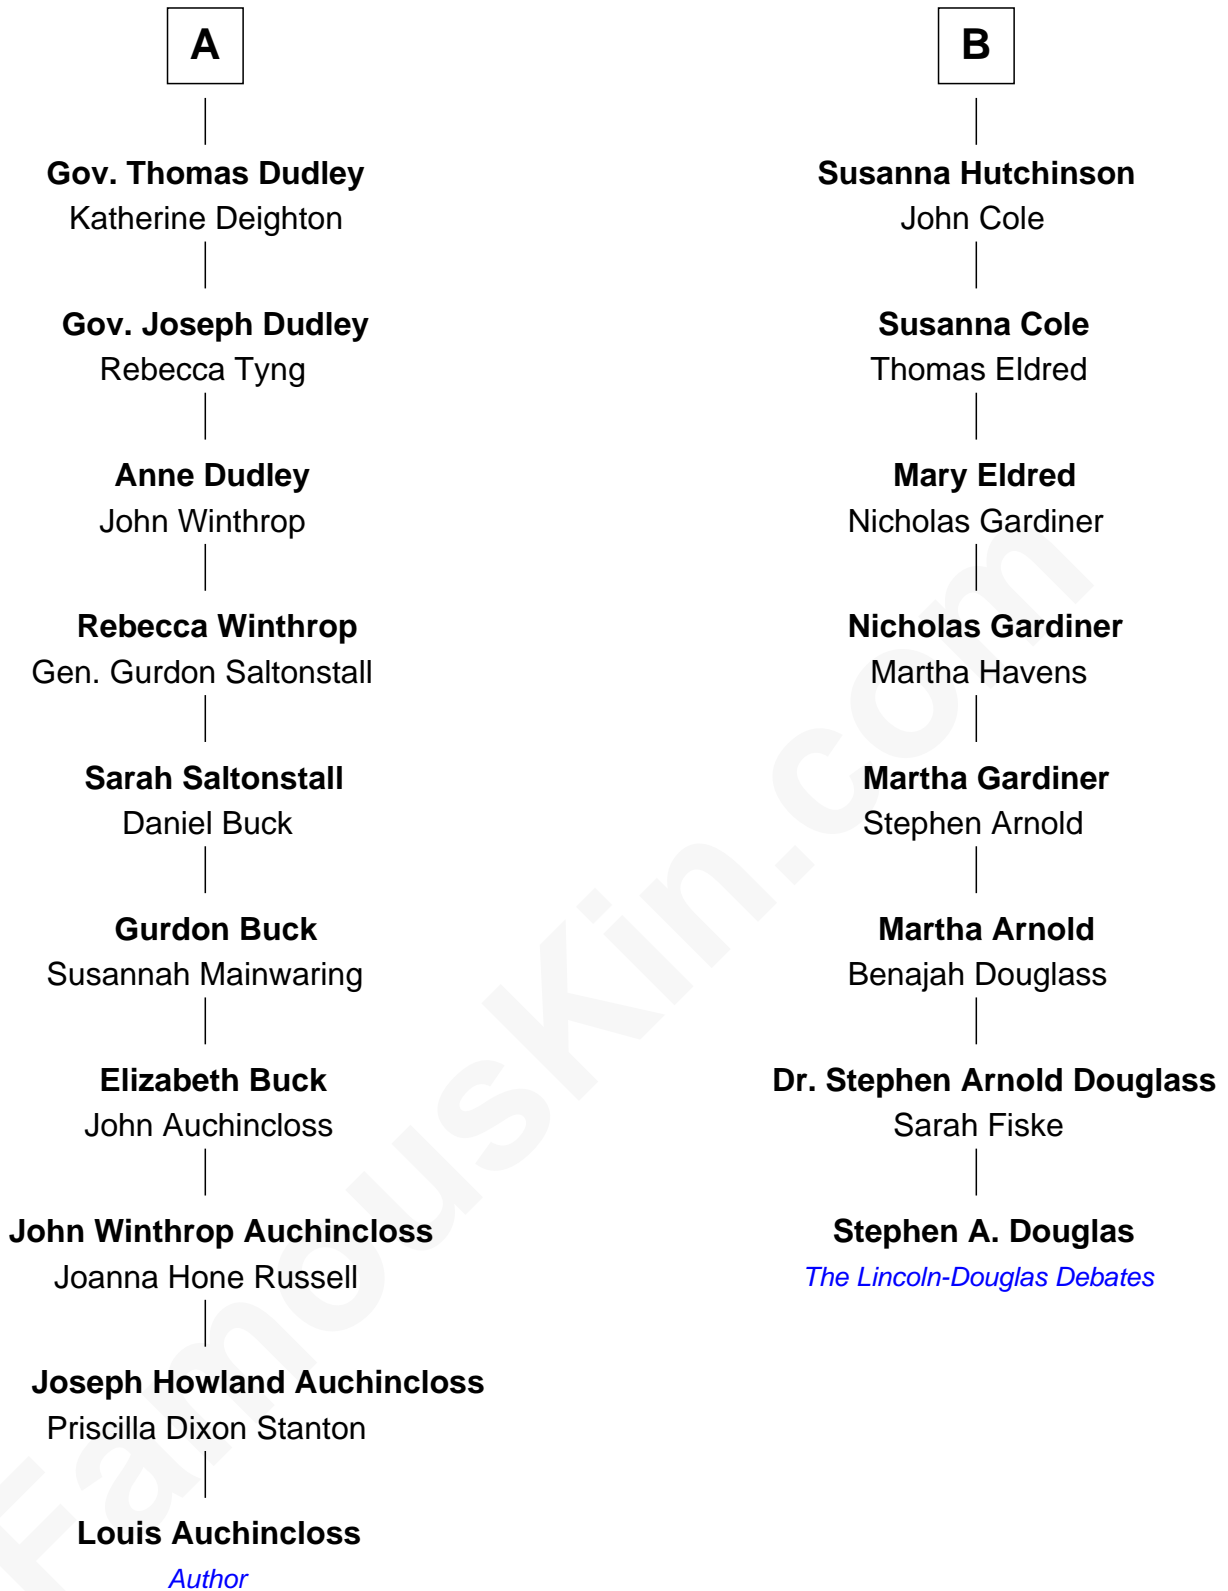 A
Gov. Thomas Dudley
Katherine Deighton
Gov. Joseph Dudley
Rebecca Tyng
Anne Dudley
John Winthrop
Rebecca Winthrop
Gen. Gurdon Saltonstall
Sarah Saltonstall
Daniel Buck
Gurdon Buck
Susannah Mainwaring
Elizabeth Buck
John Auchincloss
John Winthrop Auchincloss
Joanna Hone Russell
Joseph Howland Auchincloss
Priscilla Dixon Stanton
Louis Auchincloss
Author
B
Susanna Hutchinson
John Cole
Susanna Cole
Thomas Eldred
Mary Eldred
Nicholas Gardiner
Nicholas Gardiner
Martha Havens
Martha Gardiner
Stephen Arnold
Martha Arnold
Benajah Douglass
Dr. Stephen Arnold Douglass
Sarah Fiske
Stephen A. Douglas
The Lincoln-Douglas Debates
FamousKin.com